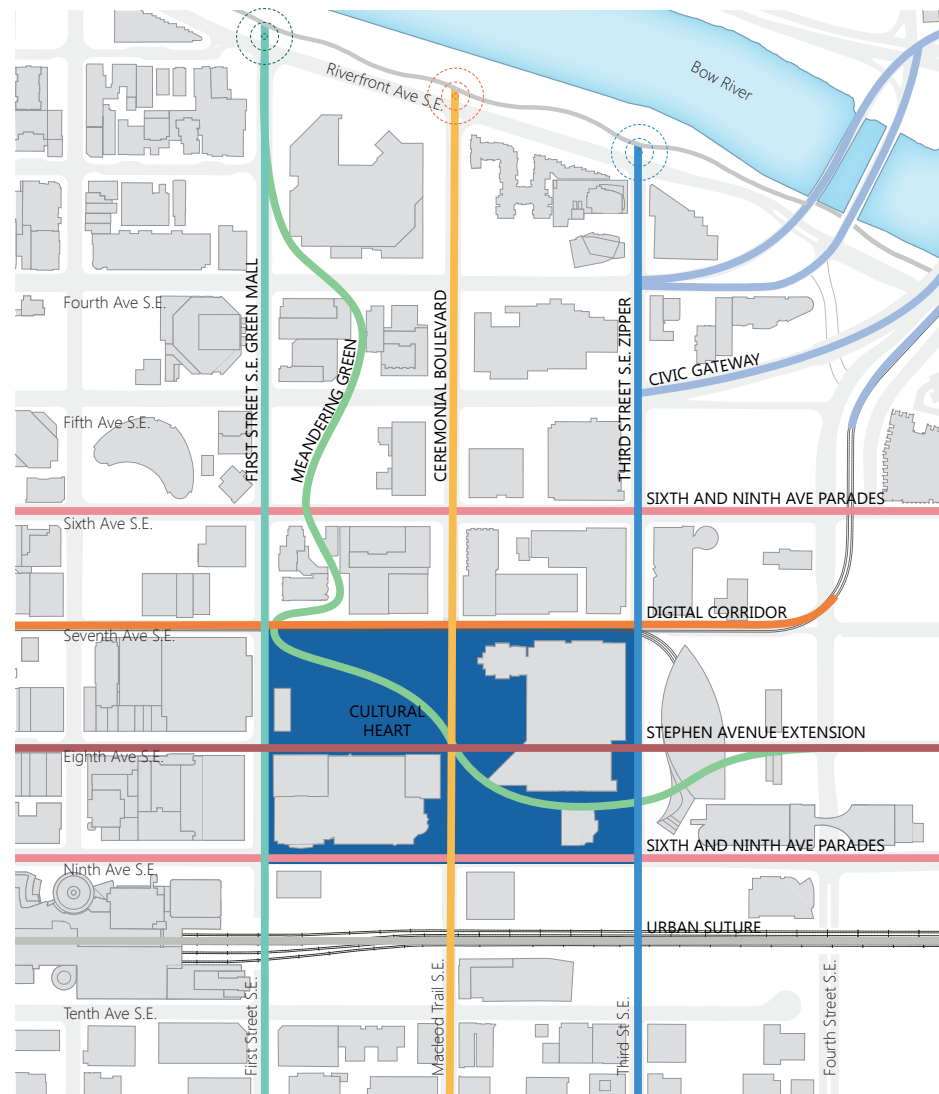 Bow River
Riverfront Ave S.E.
FIRST STREET S.E. GREEN MALL
MEANDERING GREEN
CEREMONIAL BOULEVARD
THIRD STREET S.E. ZIPPER
Fourth Ave S.E.
CIVIC GATEWAY
Fifth Ave S.E.
SIXTH AND NINTH AVE PARADES
Sixth Ave S.E.
DIGITAL CORRIDOR
Seventh Ave S.E.
CULTURAL
HEART
STEPHEN AVENUE EXTENSION
Eighth Ave S.E.
SIXTH AND NINTH AVE PARADES
Ninth Ave S.E.
URBAN SUTURE
Tenth Ave S.E.
First Street S.E.
Macleod Trail S.E.
Third St S.E.
Fourth Street S.E.